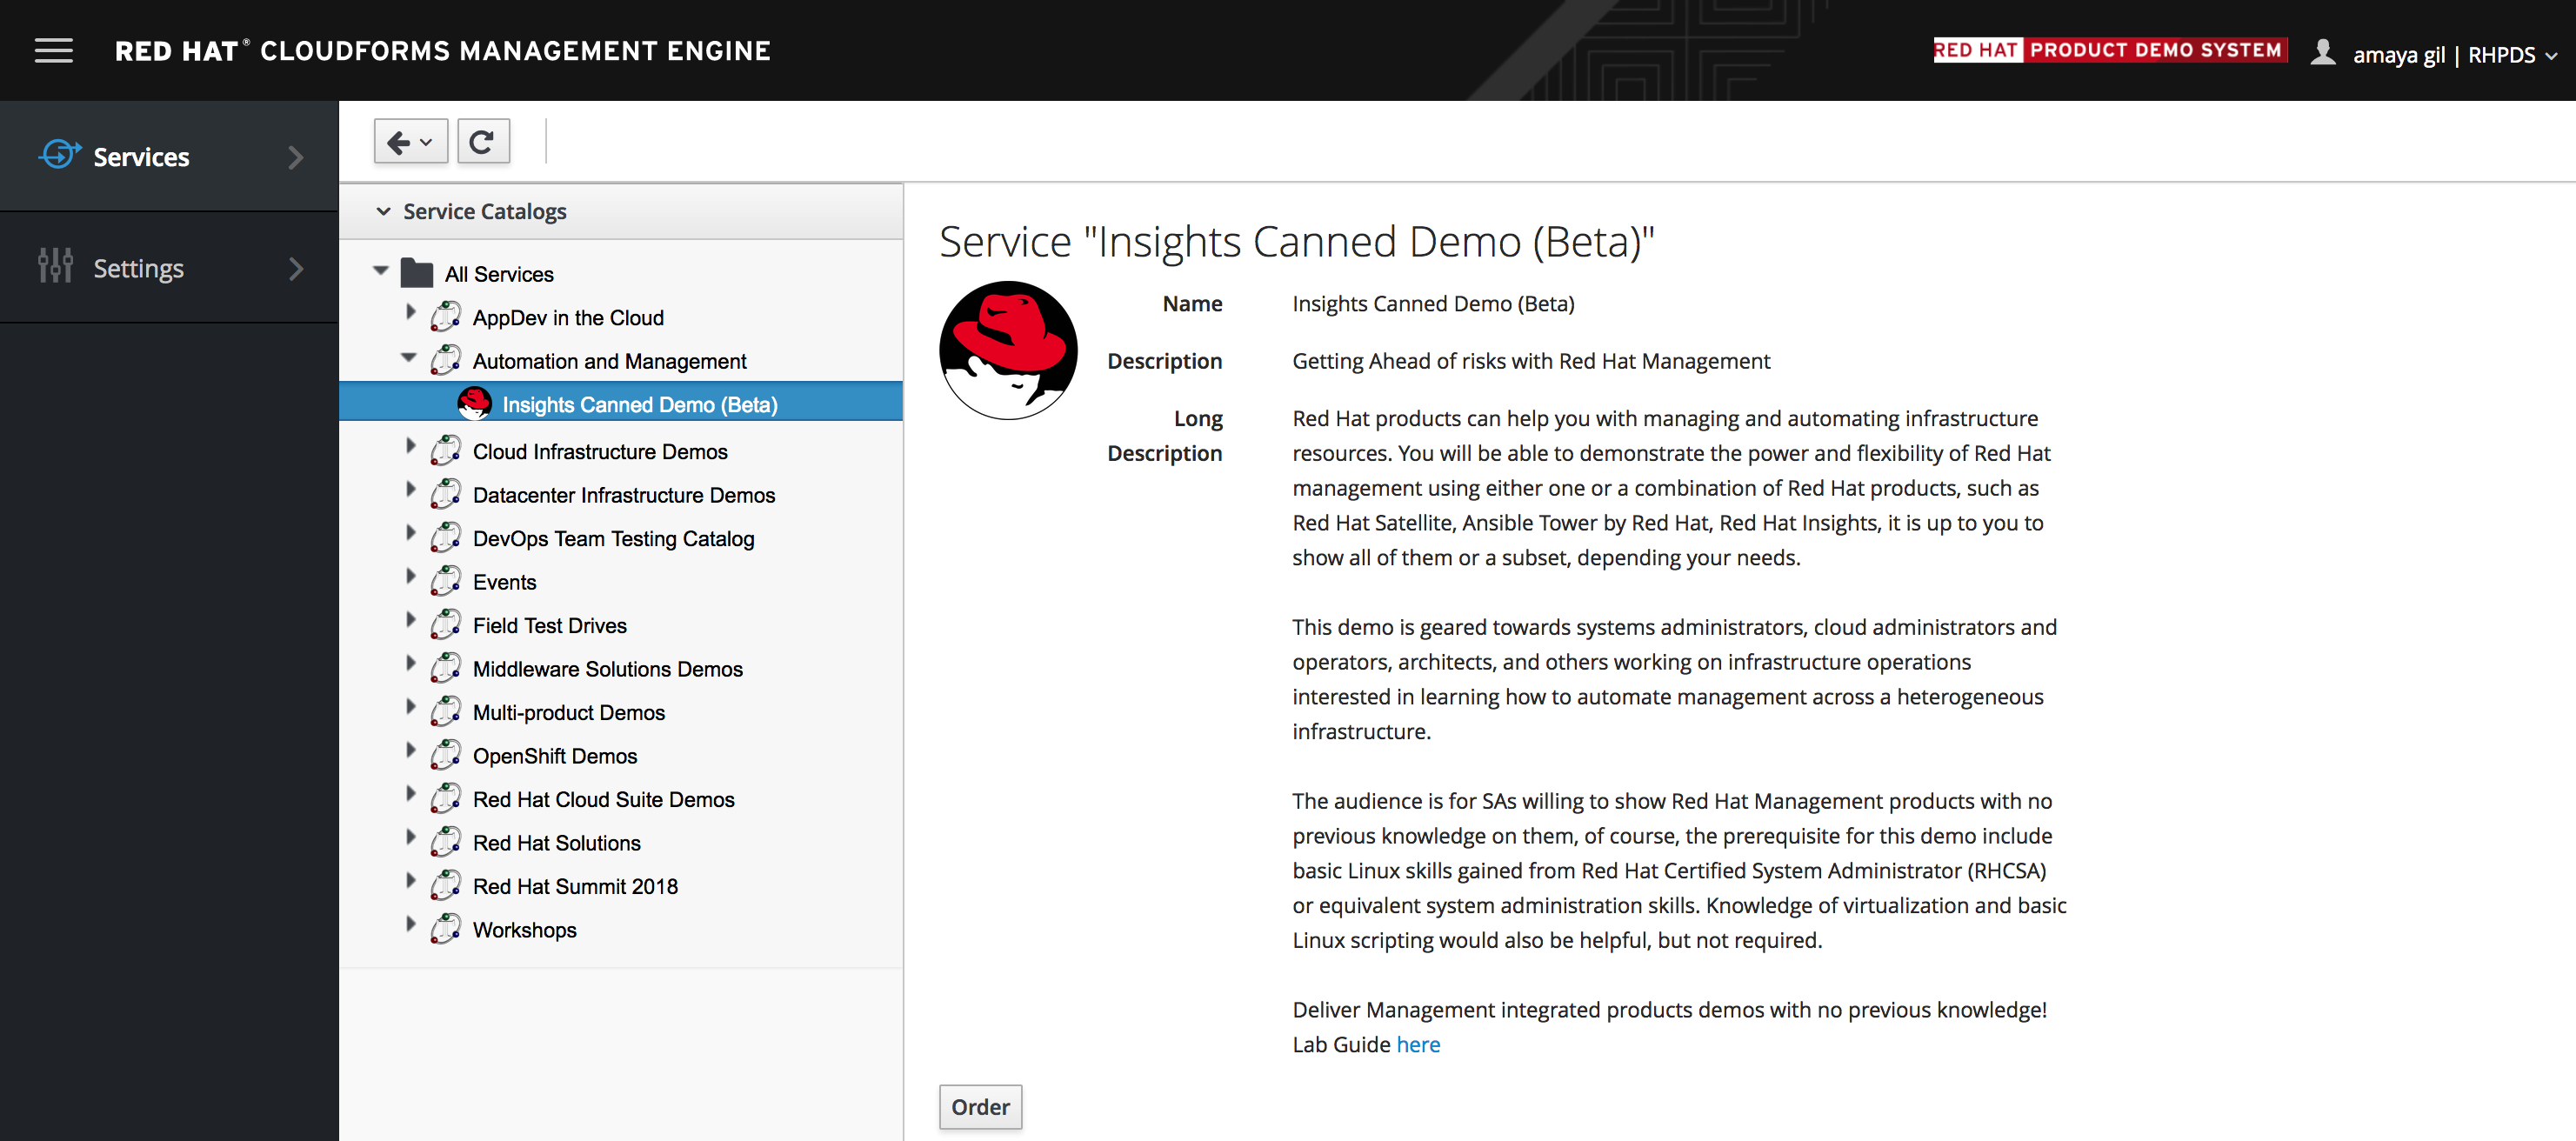 RED HAT® CLOUDFORMS MANAGEMENT ENGINE
RED HAT PRODUCT DEMO SYSTEM
amaya gil | RHPDS
Services
Settings
Service Catalogs
All Services
AppDev in the Cloud
Automation and Management
Insights Canned Demo (Beta)
Cloud Infrastructure Demos
Datacenter Infrastructure Demos
DevOps Team Testing Catalog
Events
Field Test Drives
Middleware Solutions Demos
Multi-product Demos
OpenShift Demos
Red Hat Cloud Suite Demos
Red Hat Solutions
Red Hat Summit 2018
Workshops
Service "Insights Canned Demo (Beta)"
Name Insights Canned Demo (Beta)
Description Getting Ahead of risks with Red Hat Management
Long Description
Red Hat products can help you with managing and automating infrastructure
resources. You will be able to demonstrate the power and flexibility of Red Hat
management using either one or a combination of Red Hat products, such as
Red Hat Satellite, Ansible Tower by Red Hat, Red Hat Insights, it is up to you to
show all of them or a subset, depending your needs.
This demo is geared towards systems administrators, cloud administrators and
operators, architects, and others working on infrastructure operations
interested in learning how to automate management across a heterogeneous
infrastructure.
The audience is for SAs willing to show Red Hat Management products with no
previous knowledge on them, of course, the prerequisite for this demo include
basic Linux skills gained from Red Hat Certified System Administrator (RHCSA)
or equivalent system administration skills. Knowledge of virtualization and basic
Linux scripting would also be helpful, but not required.
Deliver Management integrated products demos with no previous knowledge!
Lab Guide here
Order